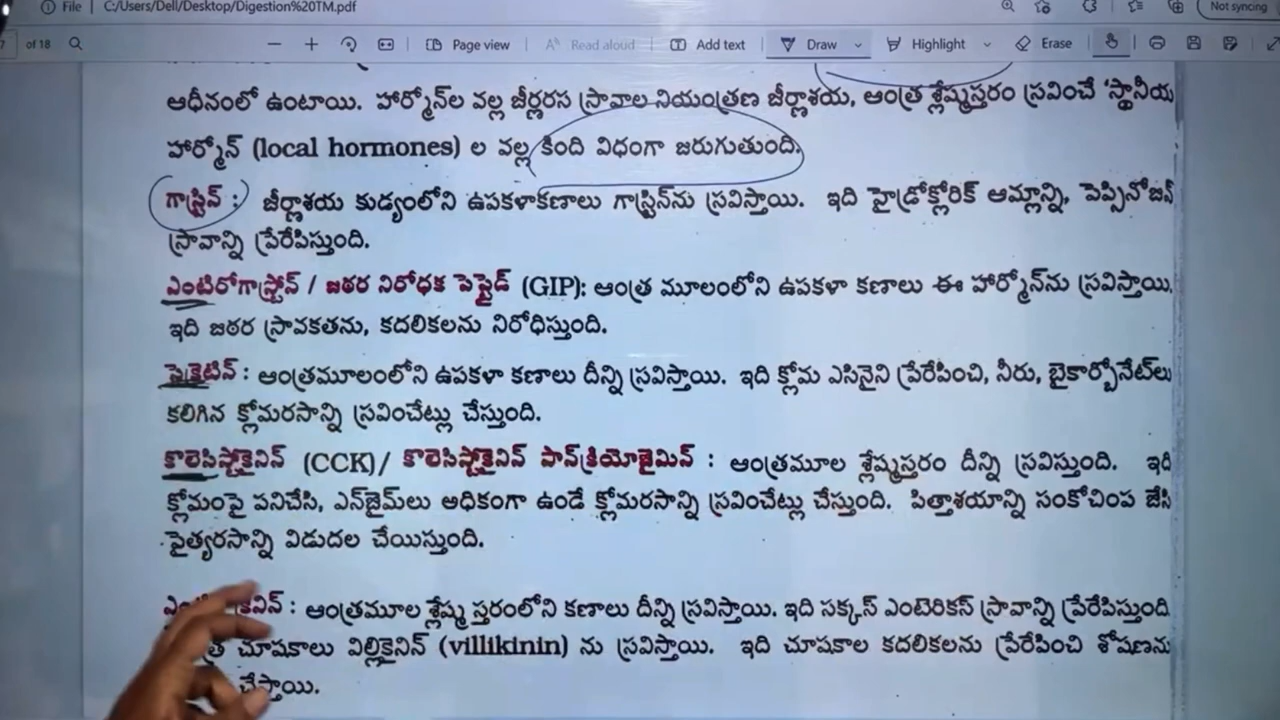 File | C:/Users/Dell/Desktop/Digestion%20TM.pdf
Not syncing
of 18 Page view Read aloud Add text Draw Highlight Erase
ఆధీనంలో ఉంటాయి. హార్మోన్‌ల వల్ల జీర్ణరస స్రావాల నియంత్రణ జీర్ణాశయ, ఆంత్ర శ్లేష్మస్తరం స్రవించే 'స్థానీయ
హార్మోన్ (local hormones) ల వల్ల కింది విధంగా జరుగుతుంది.
గాస్ట్రిన్ : జీర్ణాశయ కుడ్యంలోని ఉపకళాకణాలు గాస్ట్రిన్‌ను స్రవిస్తాయి. ఇది హైడ్రోక్లోరిక్ ఆమ్లాన్ని, పెప్సినోజన్
స్రావాన్ని ప్రేరేపిస్తుంది.
ఎంటిరోగాస్ట్రోన్ / జఠర నిరోధక పెప్టైడ్ (GIP): ఆంత్ర మూలంలోని ఉపకళా కణాలు ఈ హార్మోన్‌ను స్రవిస్తాయి.
ఇది జఠర స్రావకతను, కదలికలను నిరోధిస్తుంది.
సెక్రెటిన్ : ఆంత్రమూలంలోని ఉపకళా కణాలు దీన్ని స్రవిస్తాయి. ఇది క్లోమ ఎసినైని ప్రేరేపించి, నీరు, బైకార్బోనేట్‌లు
కలిగిన క్లోమరసాన్ని స్రవించేట్లు చేస్తుంది.
కొలెసిస్టోకైనిన్ (CCK)/ కొలెసిస్టోకైనిన్ పాన్‌క్రియోజైమిన్ : ఆంత్రమూల శ్లేష్మస్తరం దీన్ని స్రవిస్తుంది. ఇది
క్లోమంపై పనిచేసి, ఎన్‌జైమ్‌లు అధికంగా ఉండే క్లోమరసాన్ని స్రవించేట్లు చేస్తుంది. పిత్తాశయాన్ని సంకోచింప జేసి
పైత్యరసాన్ని విడుదల చేయిస్తుంది.
: ఆంత్రమూల శ్లేష్మ స్తరంలోని కణాలు దీన్ని స్రవిస్తాయి. ఇది సక్కస్ ఎంటెరికస్ స్రావాన్ని ప్రేరేపిస్తుంది
చూషకాలు విల్లికైనిన్ (villikinin) ను స్రవిస్తాయి. ఇది చూషకాల కదలికలను ప్రేరేపించి శోషణను
చేస్తాయి.